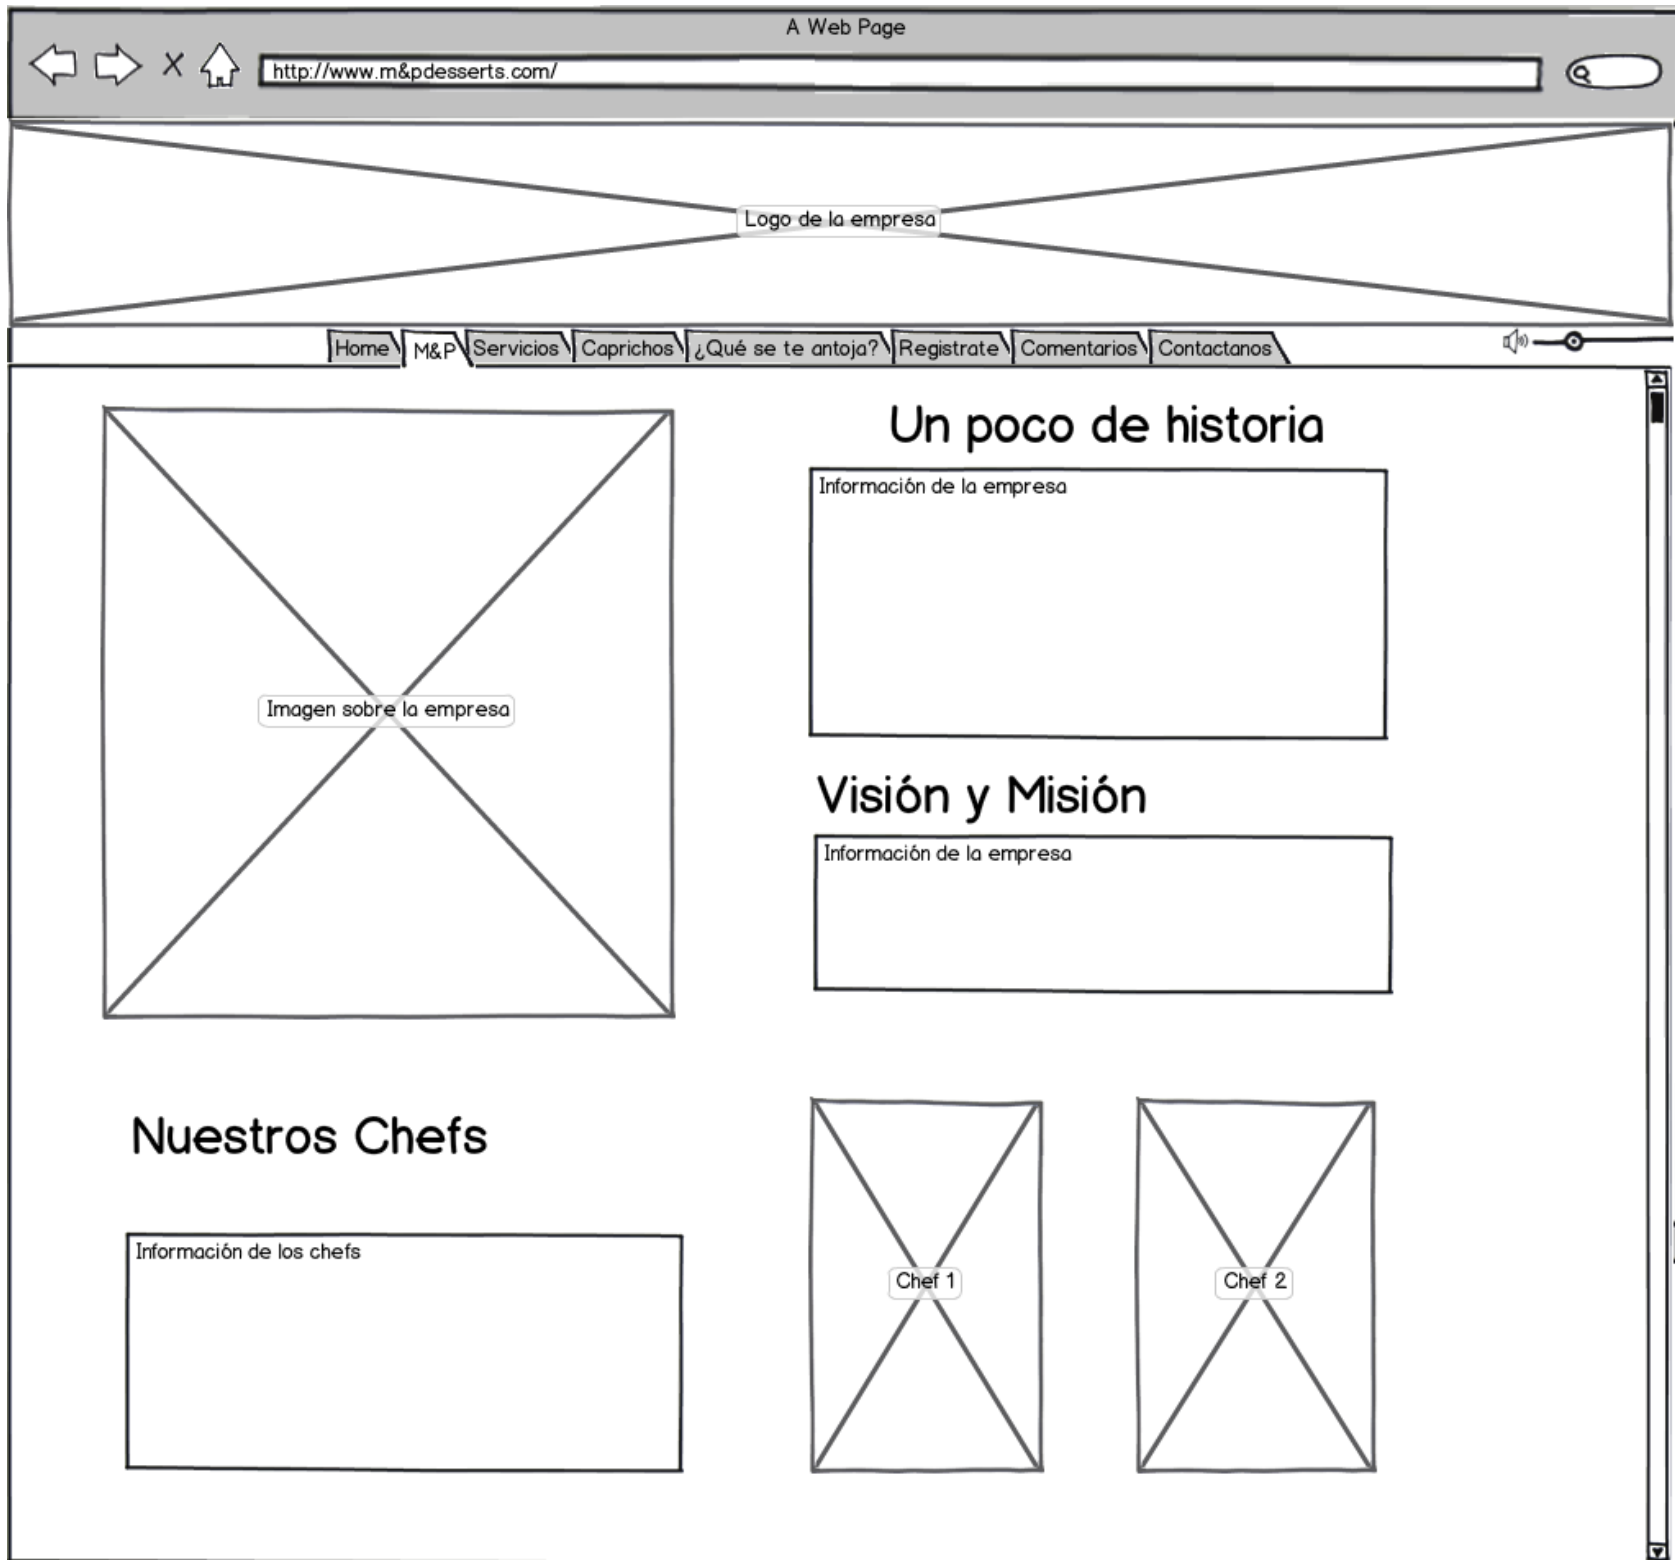 A Web Page
http://www.m&pdesserts.com/
Logo de la empresa
Home M&P Servicios Caprichos ¿Qué se te antoja? Registrate Comentarios Contactanos
Un poco de historia
Información de la empresa
Imagen sobre la empresa
Visión y Misión
Información de la empresa
Nuestros Chefs
Información de los chefs
Chef 1
Chef 2